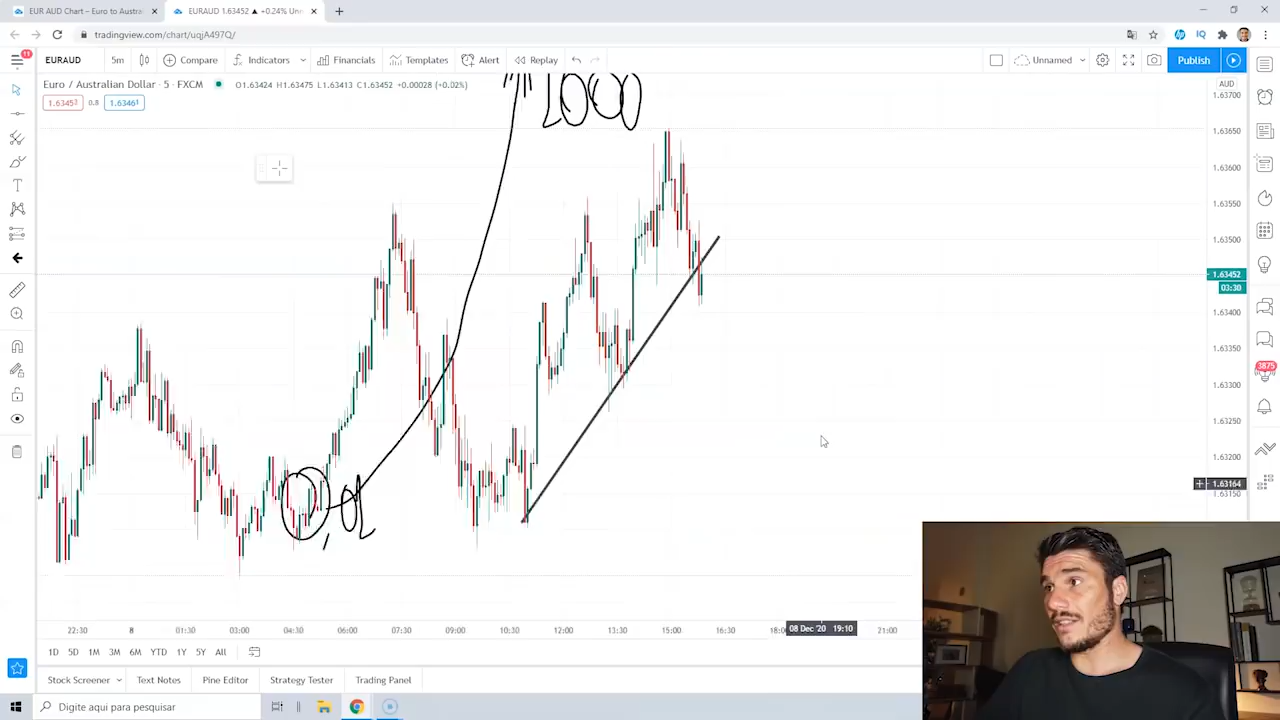 EUR AUD Chart – Euro to Austral
EURAUD 1.63452 ▲ +0.24% Unn
tradingview.com/chart/uqjA497Q/
11
EURAUD
5m
Compare
Indicators
Financials
Templates
Alert
Replay
Unnamed
Publish
Euro / Australian Dollar · 5 · FXCM
O1.63424 H1.63475 L1.63413 C1.63452 +0.00028 (+0.02%)
1.63451
0.8
1.63461
1000
AUD
1.63700
1.63650
1.63600
1.63550
1.63500
1.63452
03:30
1.63400
1.63350
1.63300
1.63250
1.63200
1.63164
1.63150
3875
22:30
8
01:30
03:00
04:30
06:00
07:30
09:00
10:30
12:00
13:30
15:00
16:30
18:0
08 Dec '20 19:10
21:00
1D
5D
1M
3M
6M
YTD
1Y
5Y
All
Stock Screener
Text Notes
Pine Editor
Strategy Tester
Trading Panel
Digite aqui para pesquisar